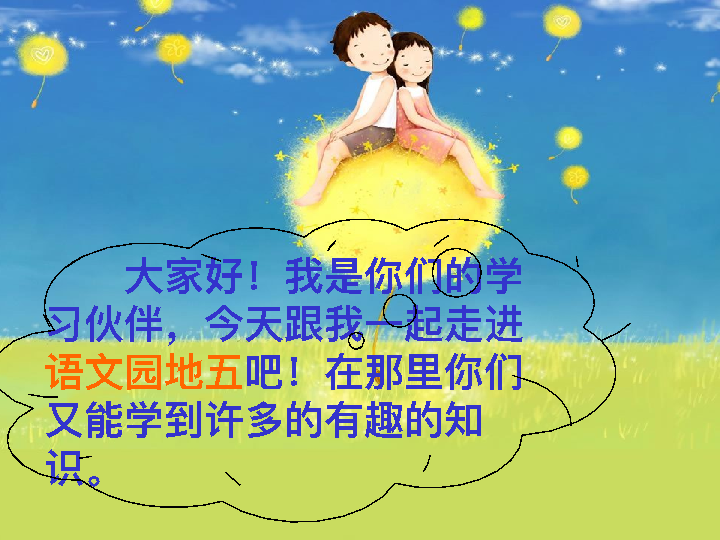 大家好！我是你们的学
习伙伴，今天跟我一起走进
语文园地五吧！在那里你们
又能学到许多的有趣的知
识。